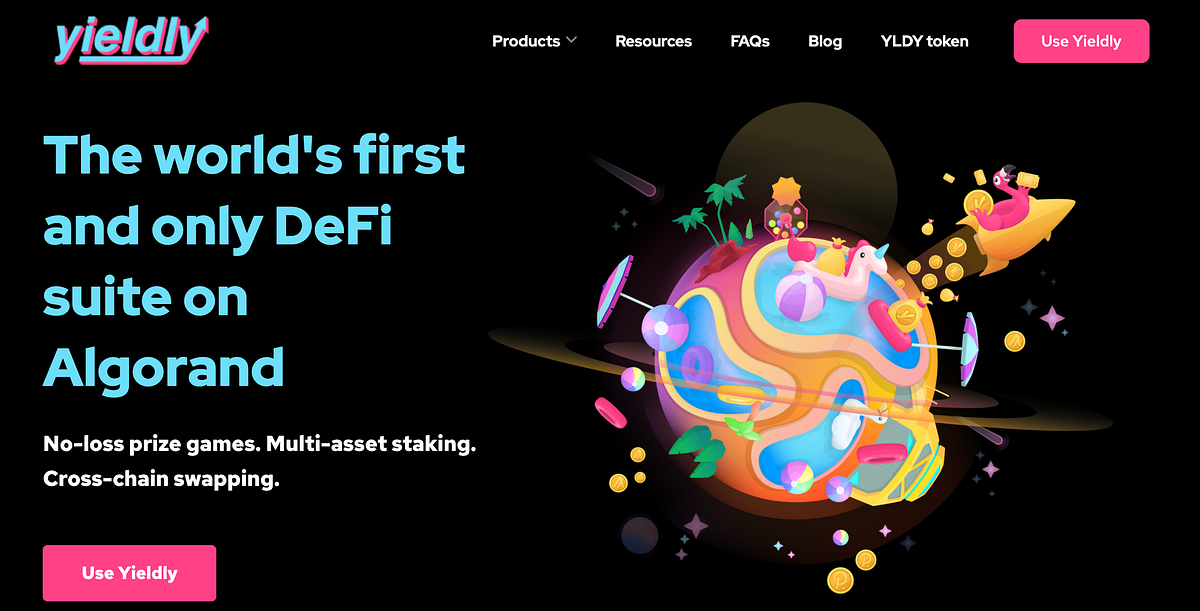 yieldly
Products
Resources
FAQs
Blog
YLDY token
Use Yieldly
The world's first
and only DeFi
suite on
Algorand
No-loss prize games. Multi-asset staking.
Cross-chain swapping.
Use Yieldly